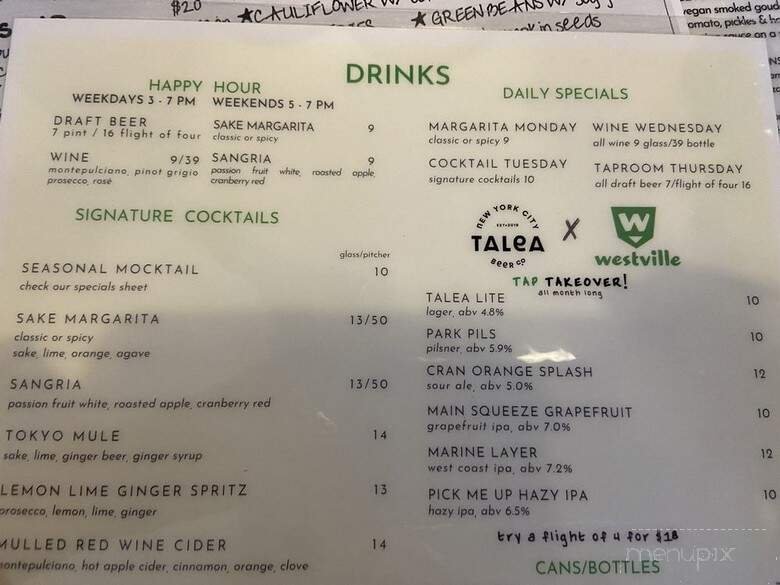 $20
★CAULIFLOWER W/
★GREEN BEANS W/ Soy
in seeds
vegan smoked goud
omato, pickles & h
DRINKS
HAPPY HOUR
WEEKDAYS 3 - 7 PM WEEKENDS 5 - 7 PM
DRAFT BEER
7 pint / 16 flight of four
WINE 9/39
montepulciano, pinot grigio
prosecco, rosé
SAKE MARGARITA 9
classic or spicy
SANGRIA 9
passion fruit white, roasted apple,
cranberry red
DAILY SPECIALS
MARGARITA MONDAY
classic or spicy 9
COCKTAIL TUESDAY
signature cocktails 10
WINE WEDNESDAY
all wine 9 glass/39 bottle
TAPROOM THURSDAY
all draft beer 7/flight of four 16
SIGNATURE COCKTAILS
glass/pitcher
SEASONAL MOCKTAIL 10
check our specials sheet
SAKE MARGARITA 13/50
classic or spicy
sake, lime, orange, agave
SANGRIA 13/50
passion fruit white, roasted apple, cranberry red
TOKYO MULE 14
sake, lime, ginger beer, ginger syrup
LEMON LIME GINGER SPRITZ 13
prosecco, lemon, lime, ginger
MULLED RED WINE CIDER 14
montepulciano, hot apple cider, cinnamon, orange, clove
NEW YORK CITY
EST•2019
TALEA
BEER CO
X
W
westville
TAP TAKEOVER!
all month long
TALEA LITE 10
lager, abv 4.8%
PARK PILS 10
pilsner, abv 5.9%
CRAN ORANGE SPLASH 12
sour ale, abv 5.0%
MAIN SQUEEZE GRAPEFRUIT 10
grapefruit ipa, abv 7.0%
MARINE LAYER 12
west coast ipa, abv 7.2%
PICK ME UP HAZY IPA 10
hazy ipa, abv 6.5%
try a flight of 4 for $18
menupix
CANS/BOTTLES